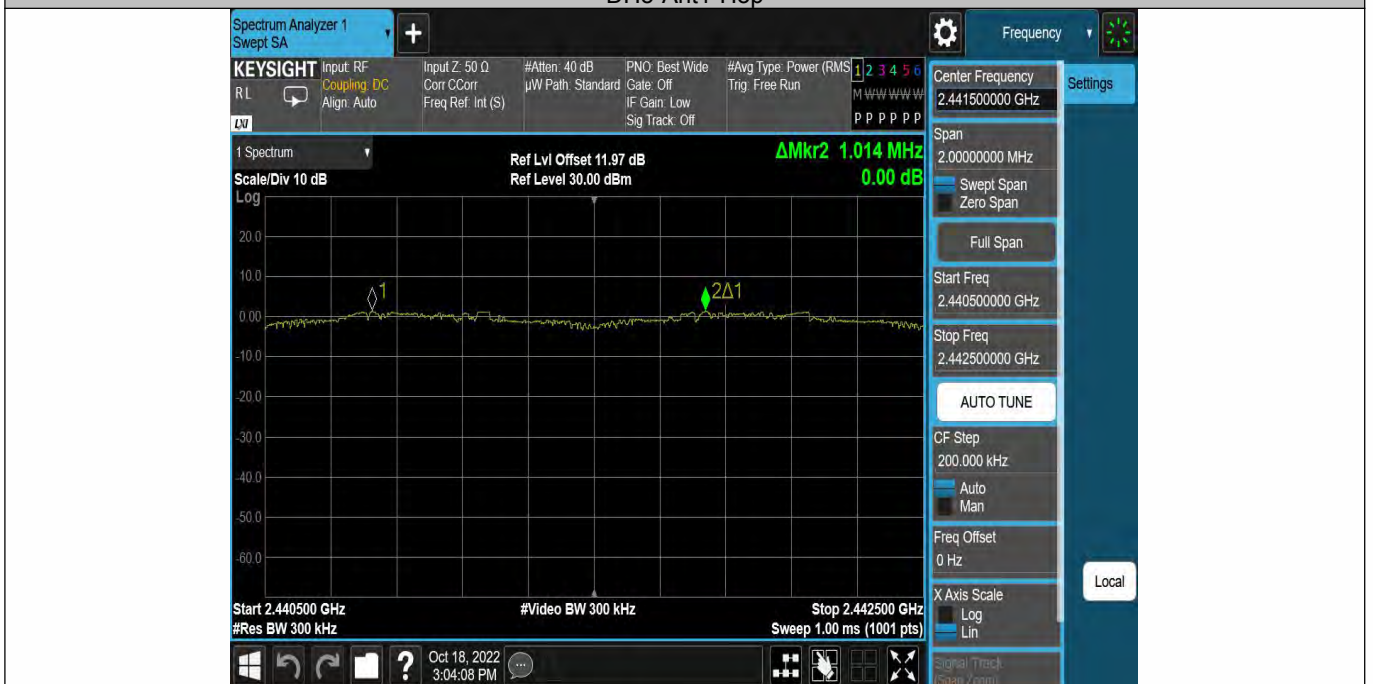 Spectrum Analyzer 1
Swept SA
+
Frequency
KEYSIGHT
RL
LXI
Input: RF
Coupling: DC
Align: Auto
Input Z: 50 Ω
Corr CCorr
Freq Ref: Int (S)
#Atten: 40 dB
µW Path: Standard
PNO: Best Wide
Gate: Off
IF Gain: Low
Sig Track: Off
#Avg Type: Power (RMS
Trig: Free Run
1 2 3 4 5 6
M W W W W W
P P P P P P
1 Spectrum
Scale/Div 10 dB
Log
Ref Lvl Offset 11.97 dB
Ref Level 30.00 dBm
ΔMkr2 1.014 MHz
0.00 dB
20.0
10.0
0.00
-10.0
-20.0
-30.0
-40.0
-50.0
-60.0
1
2Δ1
Start 2.440500 GHz
#Res BW 300 kHz
#Video BW 300 kHz
Stop 2.442500 GHz
Sweep 1.00 ms (1001 pts)
?
Oct 18, 2022
3:04:08 PM
Center Frequency
2.441500000 GHz
Settings
Span
2.00000000 MHz
Swept Span
Zero Span
Full Span
Start Freq
2.440500000 GHz
Stop Freq
2.442500000 GHz
AUTO TUNE
CF Step
200.000 kHz
Auto
Man
Freq Offset
0 Hz
X Axis Scale
Log
Lin
Signal Track
(Span Zoom)
Local